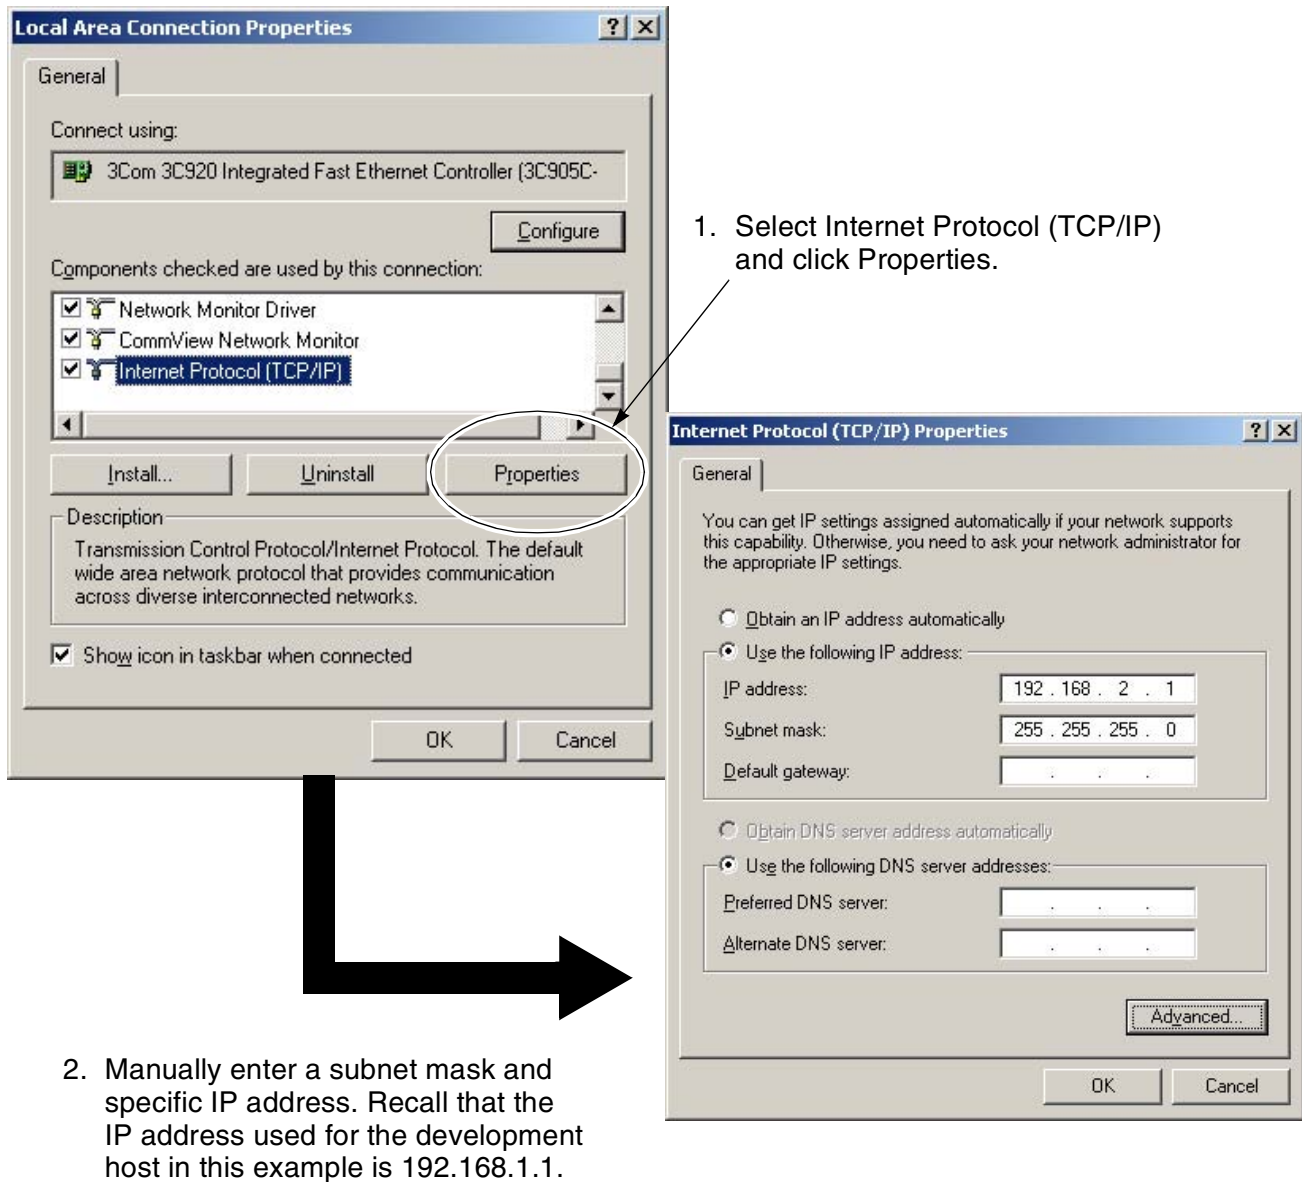 Local Area Connection Properties
General
Connect using:
3Com 3C920 Integrated Fast Ethernet Controller (3C905C-
Configure
Components checked are used by this connection:
Network Monitor Driver
CommView Network Monitor
Internet Protocol (TCP/IP)
Install...
Uninstall
Properties
Description
Transmission Control Protocol/Internet Protocol. The default
wide area network protocol that provides communication
across diverse interconnected networks.
Show icon in taskbar when connected
OK
Cancel
1. Select Internet Protocol (TCP/IP)
and click Properties.
Internet Protocol (TCP/IP) Properties
General
You can get IP settings assigned automatically if your network supports
this capability. Otherwise, you need to ask your network administrator for
the appropriate IP settings.
Obtain an IP address automatically
Use the following IP address:
IP address: 192 . 168 . 2 . 1
Subnet mask: 255 . 255 . 255 . 0
Default gateway: . . .
Obtain DNS server address automatically
Use the following DNS server addresses:
Preferred DNS server: . . .
Alternate DNS server: . . .
Advanced...
OK
Cancel
2. Manually enter a subnet mask and
specific IP address. Recall that the
IP address used for the development
host in this example is 192.168.1.1.